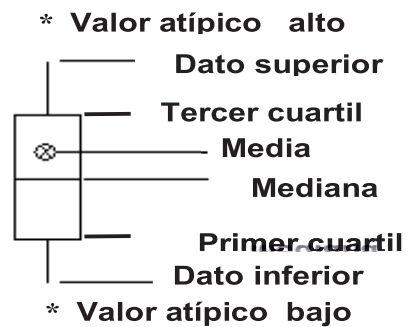 * Valor atípico alto
Dato superior
Tercer cuartil
Media
Mediana
Primer cuartil
Dato inferior
* Valor atípico bajo